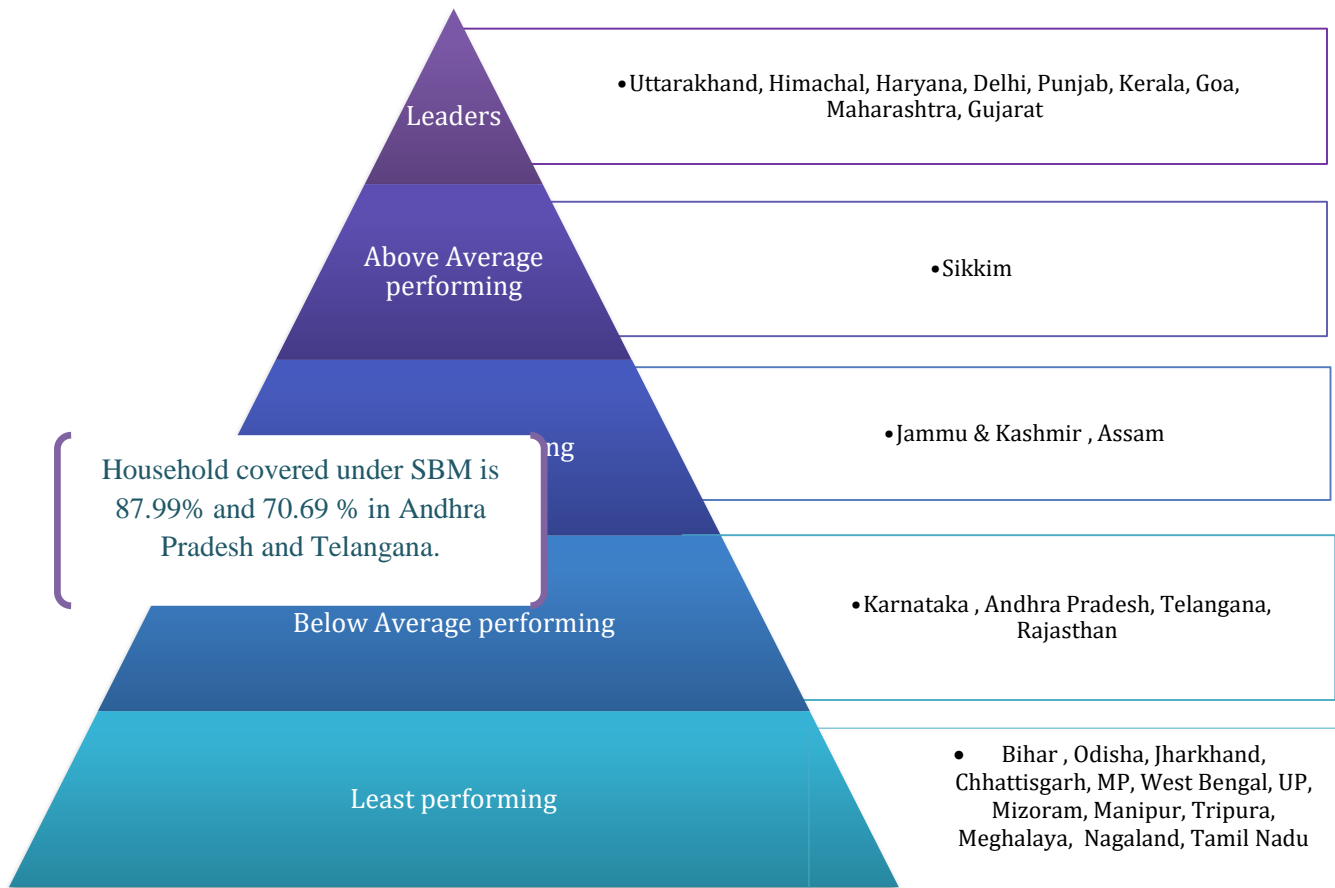 Leaders
•Uttarakhand, Himachal, Haryana, Delhi, Punjab, Kerala, Goa,
Maharashtra, Gujarat
Above Average
performing
•Sikkim
ng
•Jammu & Kashmir , Assam
Household covered under SBM is
87.99% and 70.69 % in Andhra
Pradesh and Telangana.
Below Average performing
•Karnataka , Andhra Pradesh, Telangana,
Rajasthan
Least performing
• Bihar , Odisha, Jharkhand,
Chhattisgarh, MP, West Bengal, UP,
Mizoram, Manipur, Tripura,
Meghalaya, Nagaland, Tamil Nadu